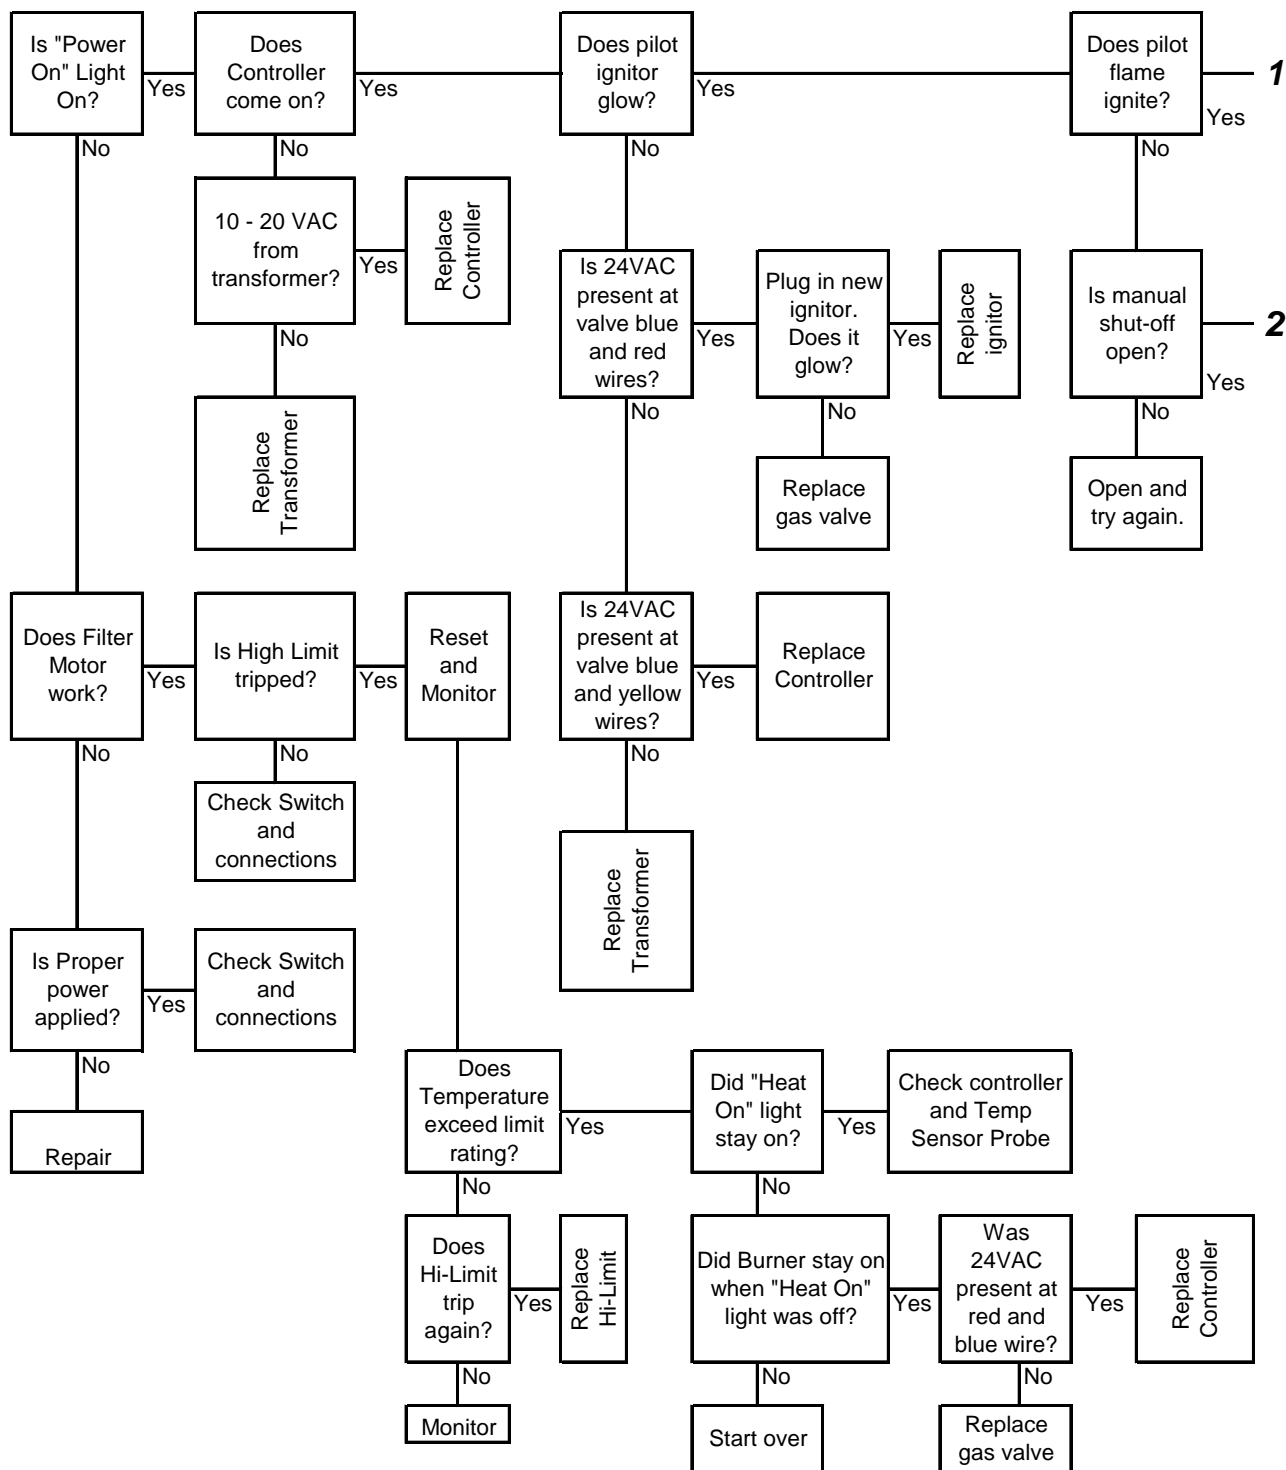 Is "Power
On" Light
On?
Yes
No
Does
Controller
come on?
Yes
No
Does pilot
ignitor
glow?
Yes
No
Does pilot
flame
ignite?
Yes
No
1
10 - 20 VAC
from
transformer?
Yes
No
Replace
Controller
Replace
Transformer
Is 24VAC
present at
valve blue
and red
wires?
Yes
No
Plug in new
ignitor.
Does it
glow?
Yes
No
Replace
ignitor
Replace
gas valve
Is manual
shut-off
open?
Yes
No
2
Open and
try again.
Does Filter
Motor
work?
Yes
No
Is High Limit
tripped?
Yes
No
Reset
and
Monitor
Check Switch
and
connections
Is 24VAC
present at
valve blue
and yellow
wires?
Yes
No
Replace
Controller
Replace
Transformer
Is Proper
power
applied?
Yes
No
Check Switch
and
connections
Repair
Does
Temperature
exceed limit
rating?
Yes
No
Did "Heat
On" light
stay on?
Yes
No
Check controller
and Temp
Sensor Probe
Does
Hi-Limit
trip
again?
Yes
No
Replace
Hi-Limit
Monitor
Did Burner stay on
when "Heat On"
light was off?
Yes
No
Was
24VAC
present at
red and
blue wire?
Yes
No
Replace
Controller
Start over
Replace
gas valve